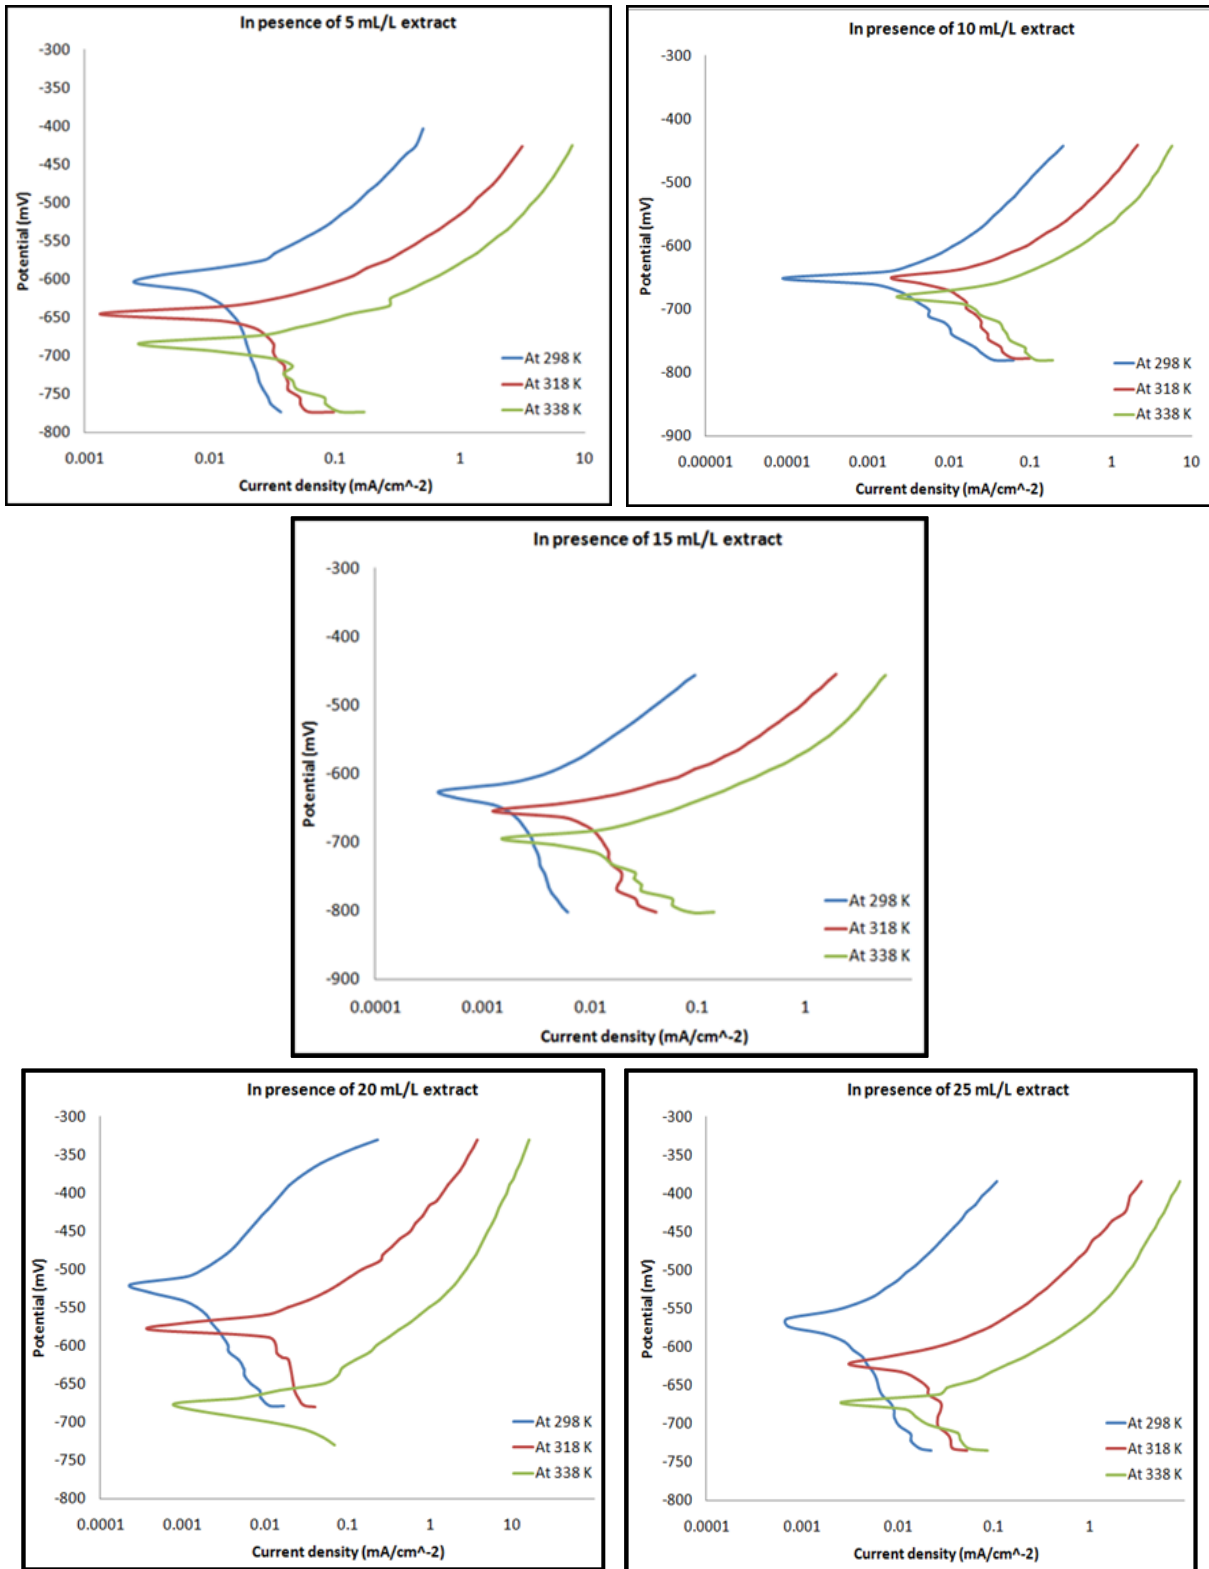 In pesence of 5 mL/L extract
-300
-350
-400
-450
-500
-550
-600
-650
-700
-750
-800
Potential (mV)
At 298 K
At 318 K
At 338 K
0.001 0.01 0.1 1 10
Current density (mA/cm^-2)
In presence of 10 mL/L extract
-300
-400
-500
-600
-700
-800
-900
Potential (mV)
At 298 K
At 318 K
At 338 K
0.00001 0.0001 0.001 0.01 0.1 1 10
Current density (mA/cm^-2)
In presence of 15 mL/L extract
-300
-400
-500
-600
-700
-800
-900
Potential (mV)
At 298 K
At 318 K
At 338 K
0.0001 0.001 0.01 0.1 1
Current density (mA/cm^-2)
In presence of 20 mL/L extract
-300
-350
-400
-450
-500
-550
-600
-650
-700
-750
-800
Potential (mV)
At 298 K
At 318 K
At 338 K
0.0001 0.001 0.01 0.1 1 10
Current density (mA/cm^-2)
In presence of 25 mL/L extract
-300
-350
-400
-450
-500
-550
-600
-650
-700
-750
-800
Potential (mV)
At 298 K
At 318 K
At 338 K
0.0001 0.001 0.01 0.1 1
Current density (mA/cm^-2)